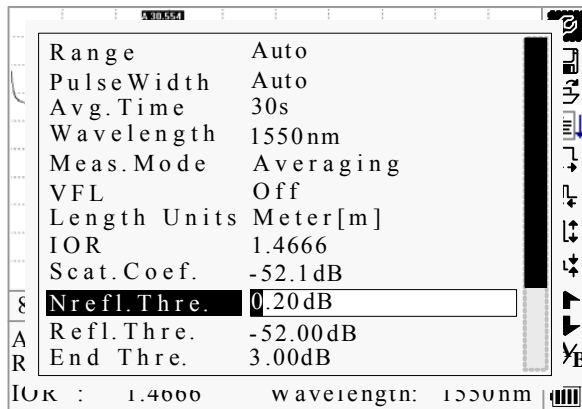 A 30.554
Range Auto
PulseWidth Auto
Avg.Time 30s
Wavelength 1550nm
Meas.Mode Averaging
VFL Off
Length Units Meter[m]
IOR 1.4666
Scat.Coef. -52.1dB
Nrefl.Thre. 0.20dB
Refl.Thre. -52.00dB
End Thre. 3.00dB
A
R
IOR : 1.4666 Wavelength: 1550nm